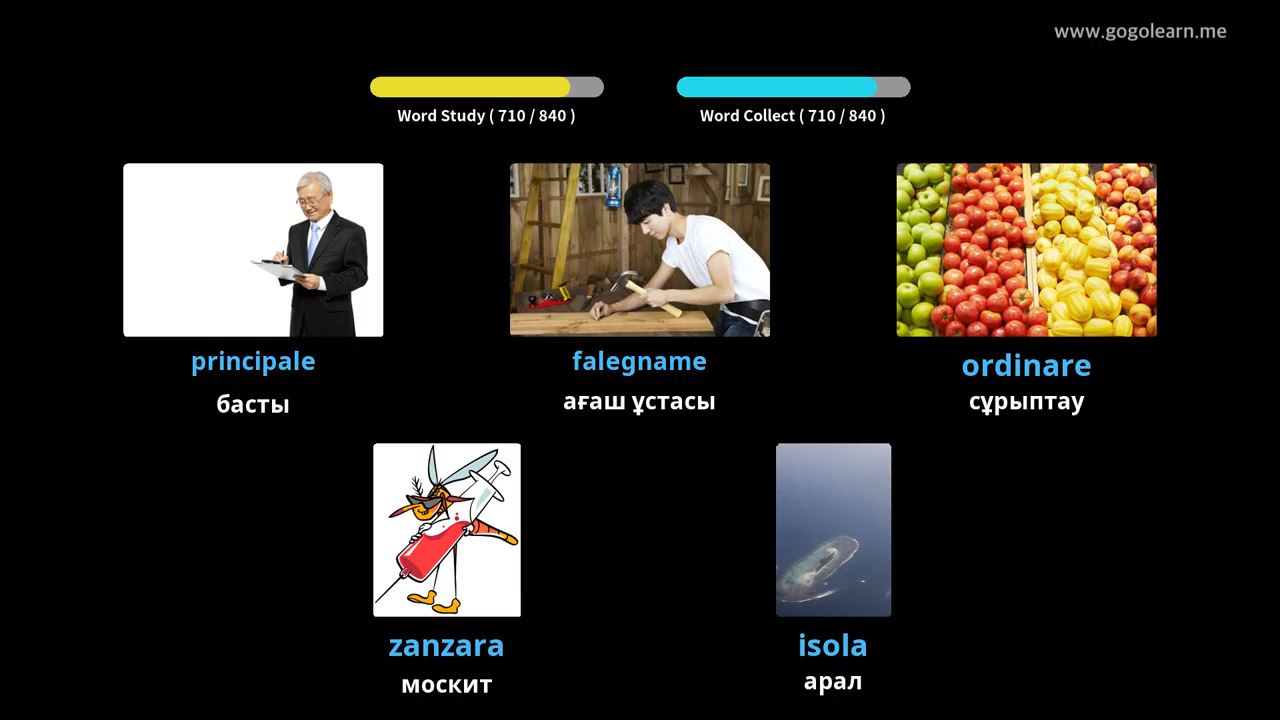 www.gogolearn.me
Word Study ( 710 / 840 )
Word Collect ( 710 / 840 )
principale
басты
falegname
ағаш ұстасы
ordinare
сұрыптау
zanzara
москит
isola
арал